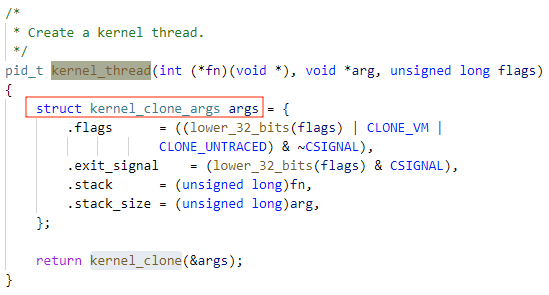 /*
 * Create a kernel thread.
 */
pid_t kernel_thread(int (*fn)(void *), void *arg, unsigned long flags)
{
    struct kernel_clone_args args = {
        .flags      = ((lower_32_bits(flags) | CLONE_VM |
                    CLONE_UNTRACED) & ~CSIGNAL),
        .exit_signal    = (lower_32_bits(flags) & CSIGNAL),
        .stack      = (unsigned long)fn,
        .stack_size = (unsigned long)arg,
    };

    return kernel_clone(&args);
}